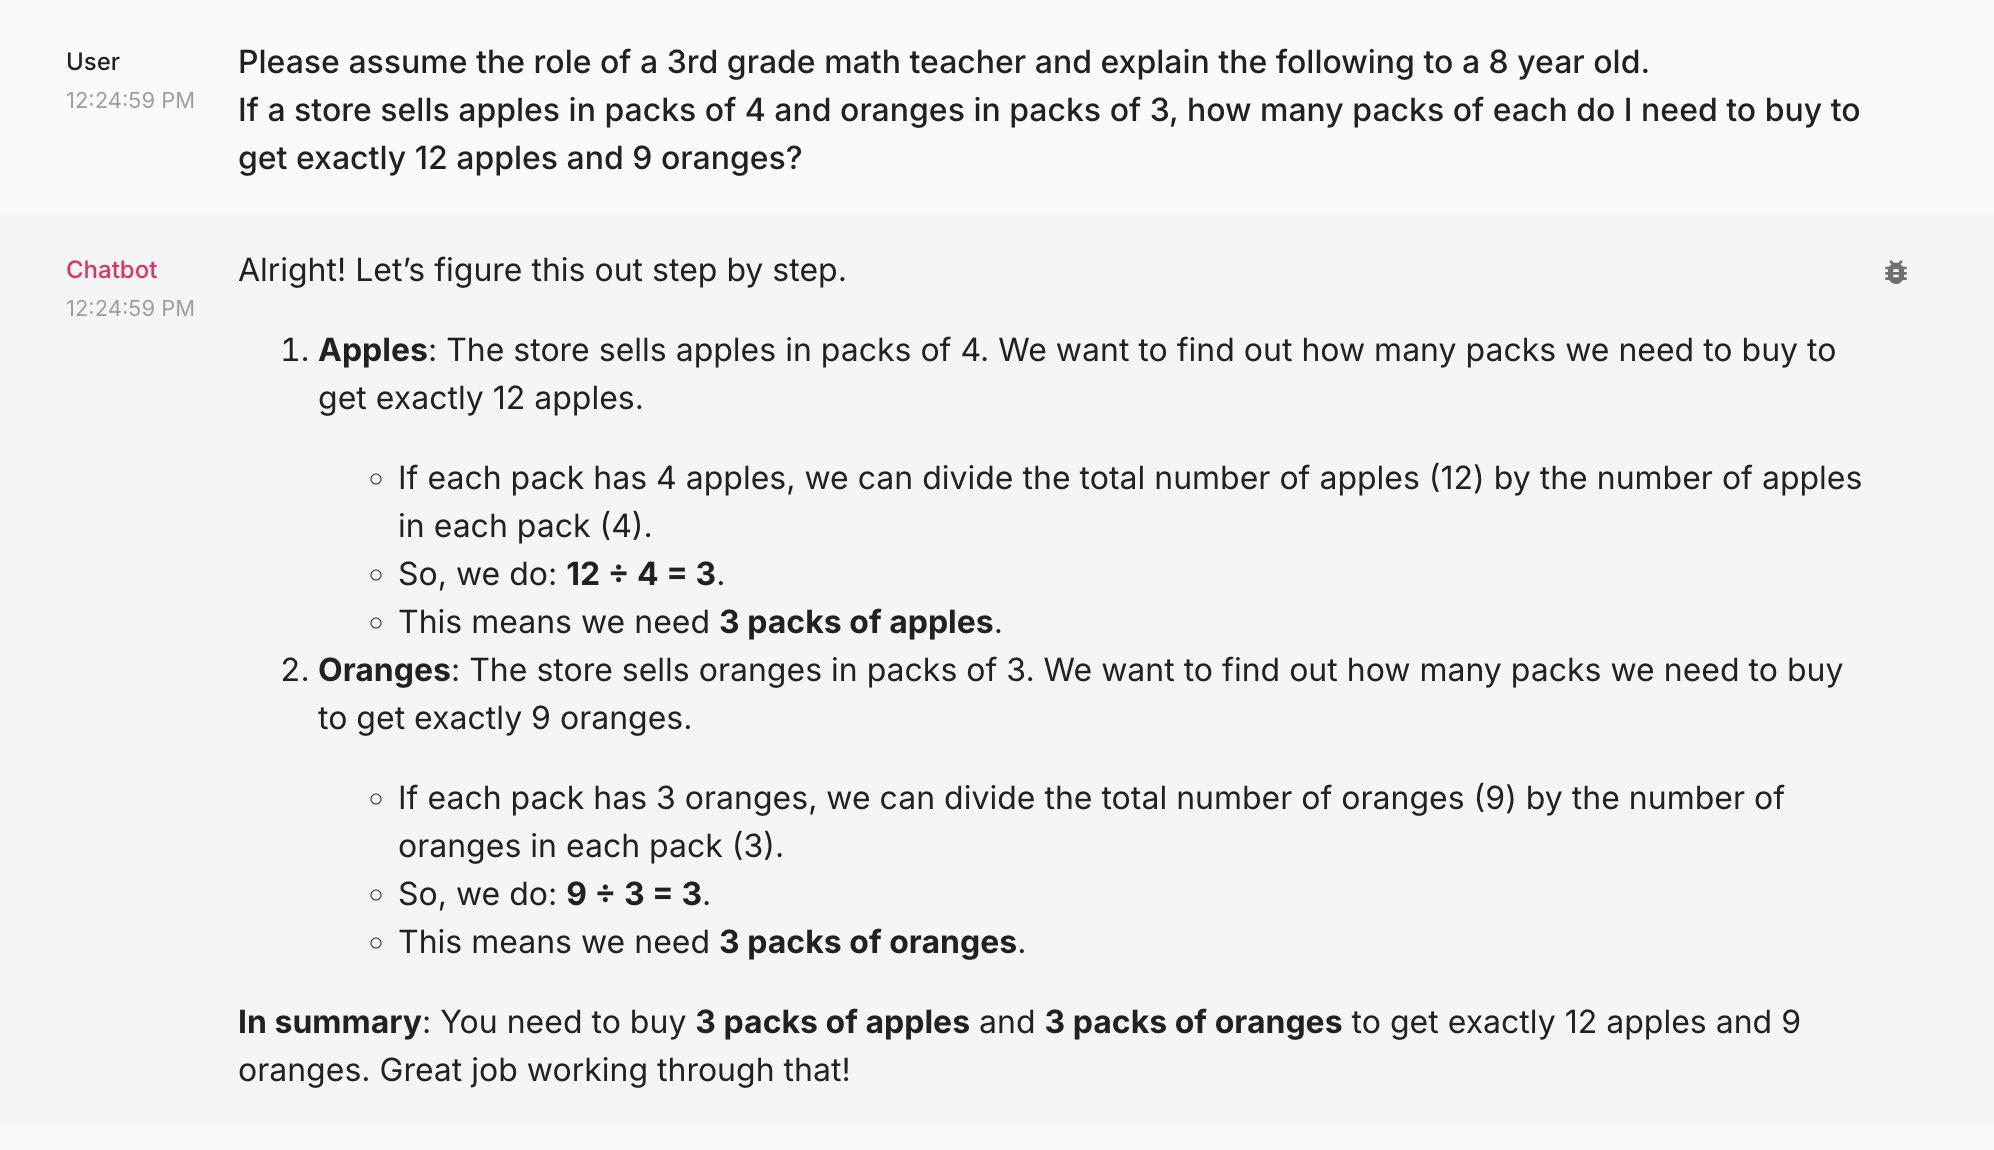 User
12:24:59 PM
Please assume the role of a 3rd grade math teacher and explain the following to a 8 year old.
If a store sells apples in packs of 4 and oranges in packs of 3, how many packs of each do I need to buy to
get exactly 12 apples and 9 oranges?
Chatbot
12:24:59 PM
Alright! Let’s figure this out step by step.
1. Apples: The store sells apples in packs of 4. We want to find out how many packs we need to buy to
get exactly 12 apples.
◦ If each pack has 4 apples, we can divide the total number of apples (12) by the number of apples
in each pack (4).
◦ So, we do: 12 ÷ 4 = 3.
◦ This means we need 3 packs of apples.
2. Oranges: The store sells oranges in packs of 3. We want to find out how many packs we need to buy
to get exactly 9 oranges.
◦ If each pack has 3 oranges, we can divide the total number of oranges (9) by the number of
oranges in each pack (3).
◦ So, we do: 9 ÷ 3 = 3.
◦ This means we need 3 packs of oranges.
In summary: You need to buy 3 packs of apples and 3 packs of oranges to get exactly 12 apples and 9
oranges. Great job working through that!